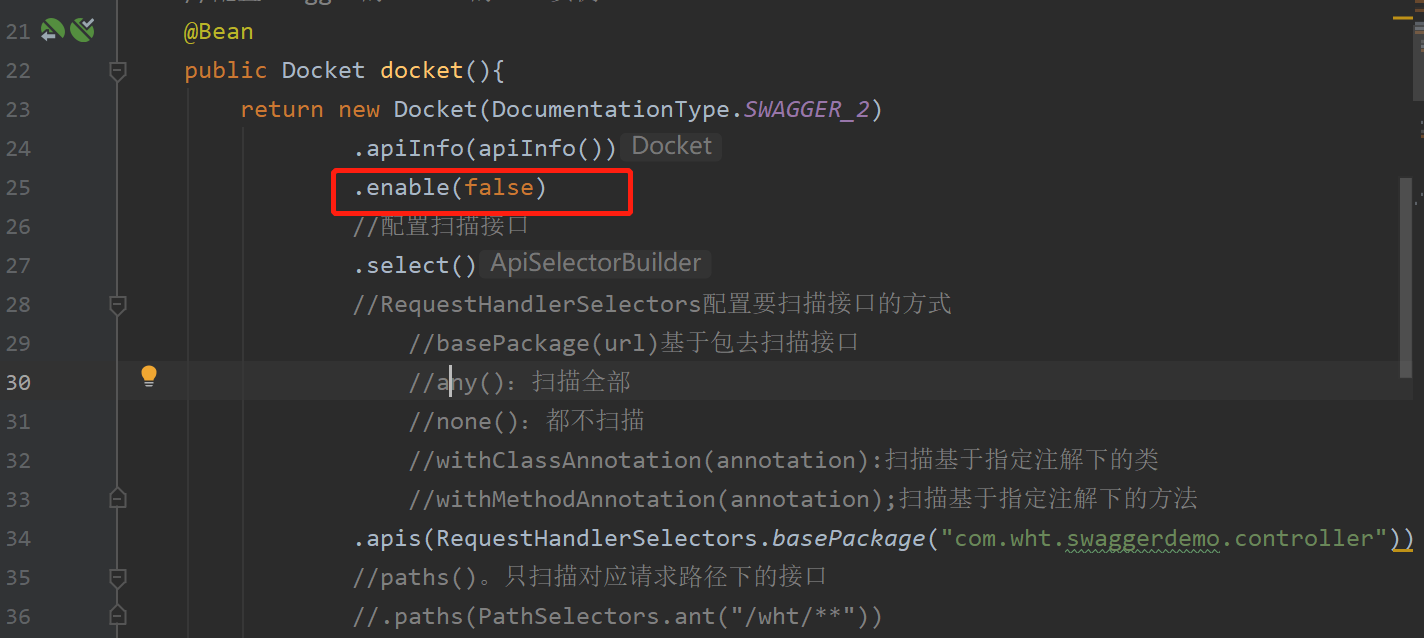 21 @Bean
22 public Docket docket(){
23 return new Docket(DocumentationType.SWAGGER_2)
24 .apiInfo(apiInfo()) Docket
25 .enable(false)
26 //配置扫描接口
27 .select() ApiSelectorBuilder
28 //RequestHandlerSelectors配置要扫描接口的方式
29 //basePackage(url)基于包去扫描接口
30 //any()：扫描全部
31 //none()：都不扫描
32 //withClassAnnotation(annotation):扫描基于指定注解下的类
33 //withMethodAnnotation(annotation);扫描基于指定注解下的方法
34 .apis(RequestHandlerSelectors.basePackage("com.wht.swaggerdemo.controller"))
35 //paths()。只扫描对应请求路径下的接口
36 //.paths(PathSelectors.ant("/wht/**"))